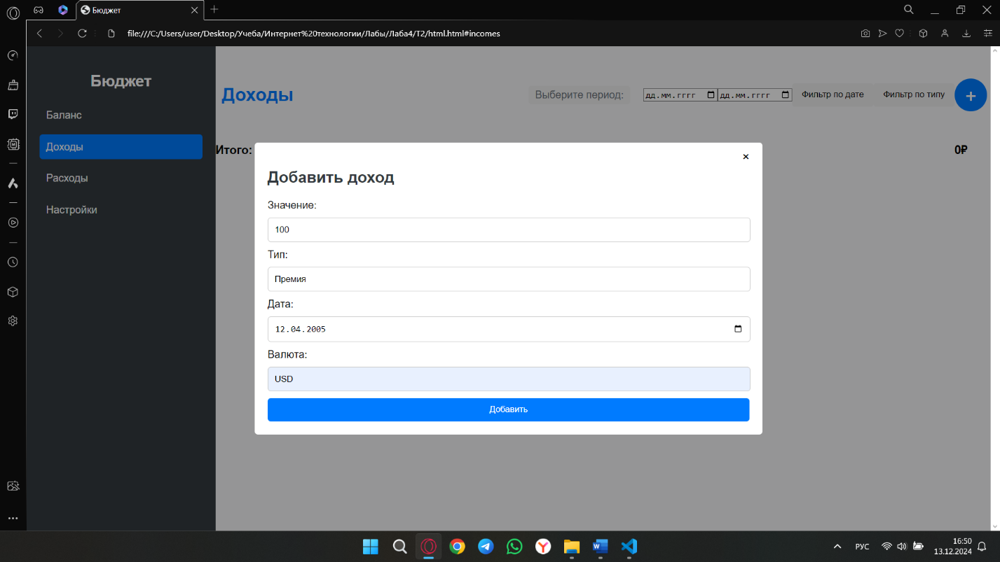 Бюджет
file:///C:/Users/user/Desktop/Учеба/Интернет%20технологии/Лабы/Лаба4/T2/html.html#incomes
Бюджет
Баланс
Доходы
Расходы
Настройки
Доходы
Выберите период: дд.мм.гггг дд.мм.гггг Фильтр по дате Фильтр по типу +
Итого: 0₽
×
Добавить доход
Значение:
100
Тип:
Премия
Дата:
12.04.2005
Валюта:
USD
Добавить
РУС
16:50
13.12.2024